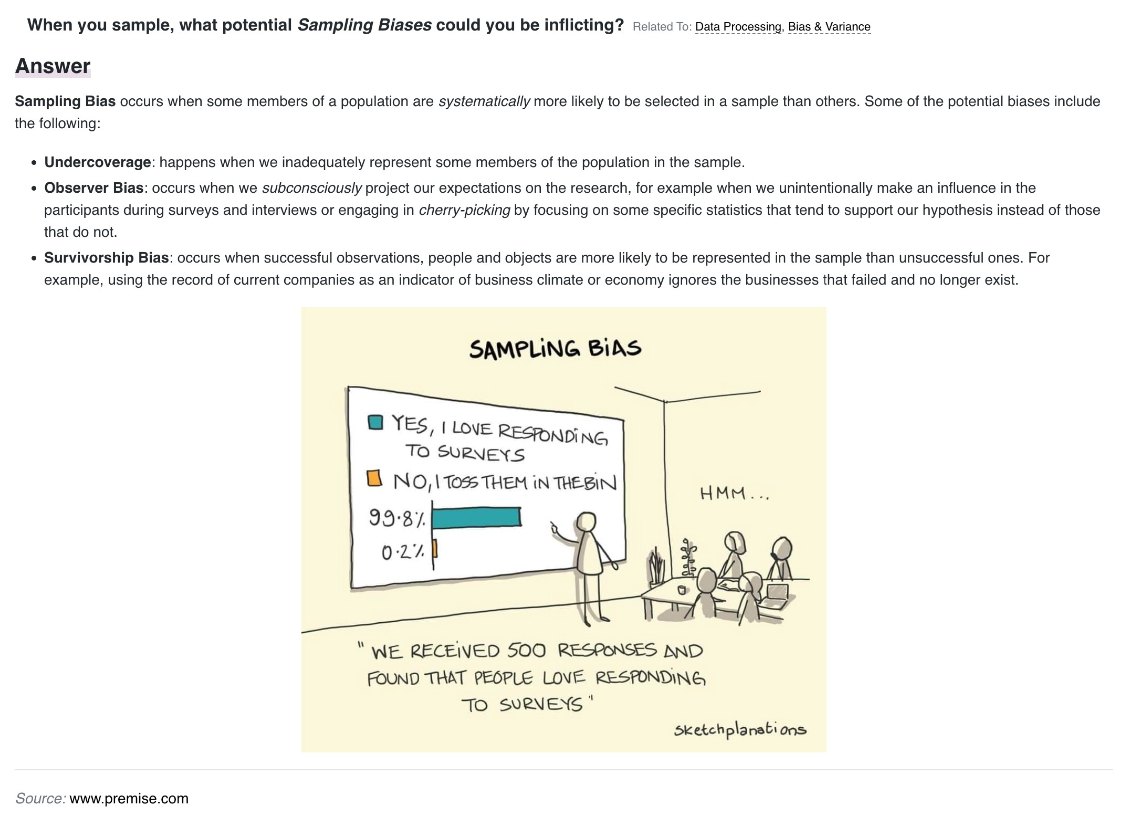 When you sample, what potential Sampling Biases could you be inflicting? Related To: Data Processing, Bias & Variance
Answer
Sampling Bias occurs when some members of a population are systematically more likely to be selected in a sample than others. Some of the potential biases include
the following:
• Undercoverage: happens when we inadequately represent some members of the population in the sample.
• Observer Bias: occurs when we subconsciously project our expectations on the research, for example when we unintentionally make an influence in the
participants during surveys and interviews or engaging in cherry-picking by focusing on some specific statistics that tend to support our hypothesis instead of those
that do not.
• Survivorship Bias: occurs when successful observations, people and objects are more likely to be represented in the sample than unsuccessful ones. For
example, using the record of current companies as an indicator of business climate or economy ignores the businesses that failed and no longer exist.
SAMPLING BIAS
YES, I LOVE RESPONDING
TO SURVEYS
NO, I TOSS THEM IN THE BIN
99.8%
0.2%
HMM...
"WE RECEIVED 500 RESPONSES AND
FOUND THAT PEOPLE LOVE RESPONDING
TO SURVEYS"
sketchplanations
Source: www.premise.com